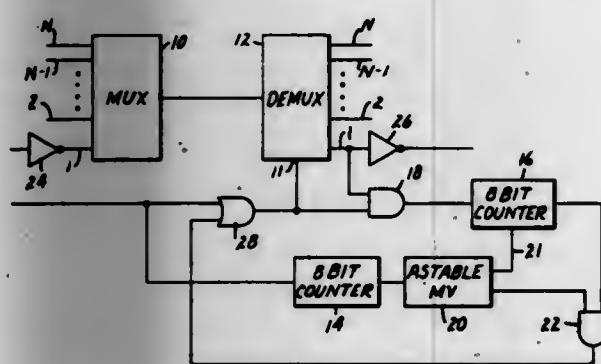 N
10
12
N
N-1
N-1
MUX
DEMUX
2
2
1
1
26
24
11
18
16
8 BIT
COUNTER
28
21
8 BIT
COUNTER
ASTABLE
MV
22
14
20